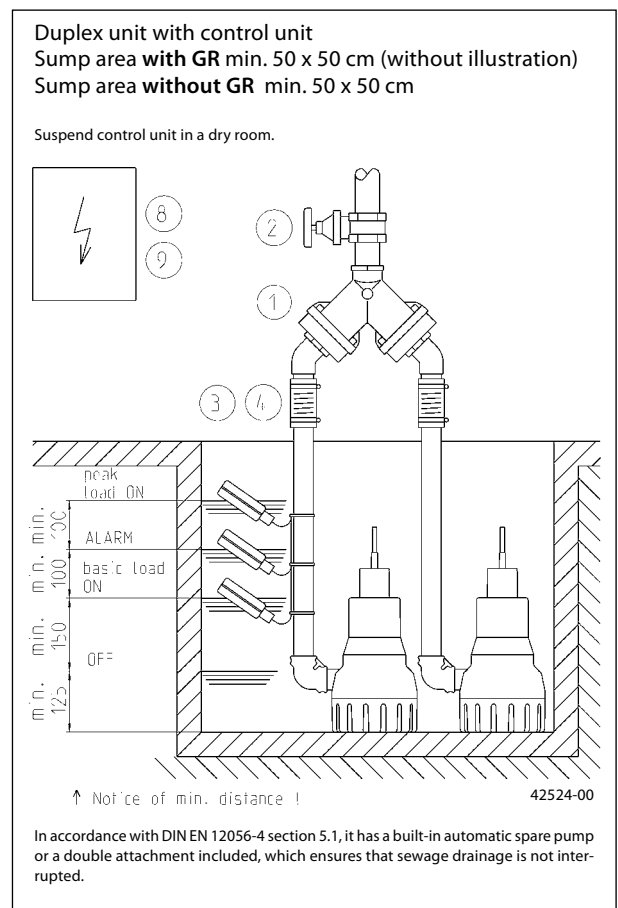 Duplex unit with control unit
Sump area with GR min. 50 x 50 cm (without illustration)
Sump area without GR min. 50 x 50 cm
Suspend control unit in a dry room.
8
9
2
1
3 4
peak
load ON
min.
100
ALARM
min.
100
basic load
ON
min.
150
OFF
min.
125
↑ Notice of min. distance !
42524-00
In accordance with DIN EN 12056-4 section 5.1, it has a built-in automatic spare pump
or a double attachment included, which ensures that sewage drainage is not inter-
rupted.